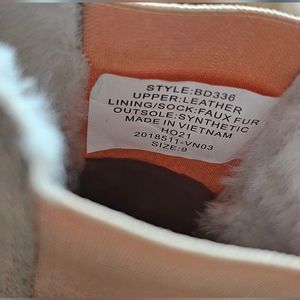 STYLE:BD336
UPPER:LEATHER
LINING/SOCK:FAUX FUR
OUTSOLE:SYNTHETIC
MADE IN VIETNAM
HO21
2018511-VN03
SIZE:9